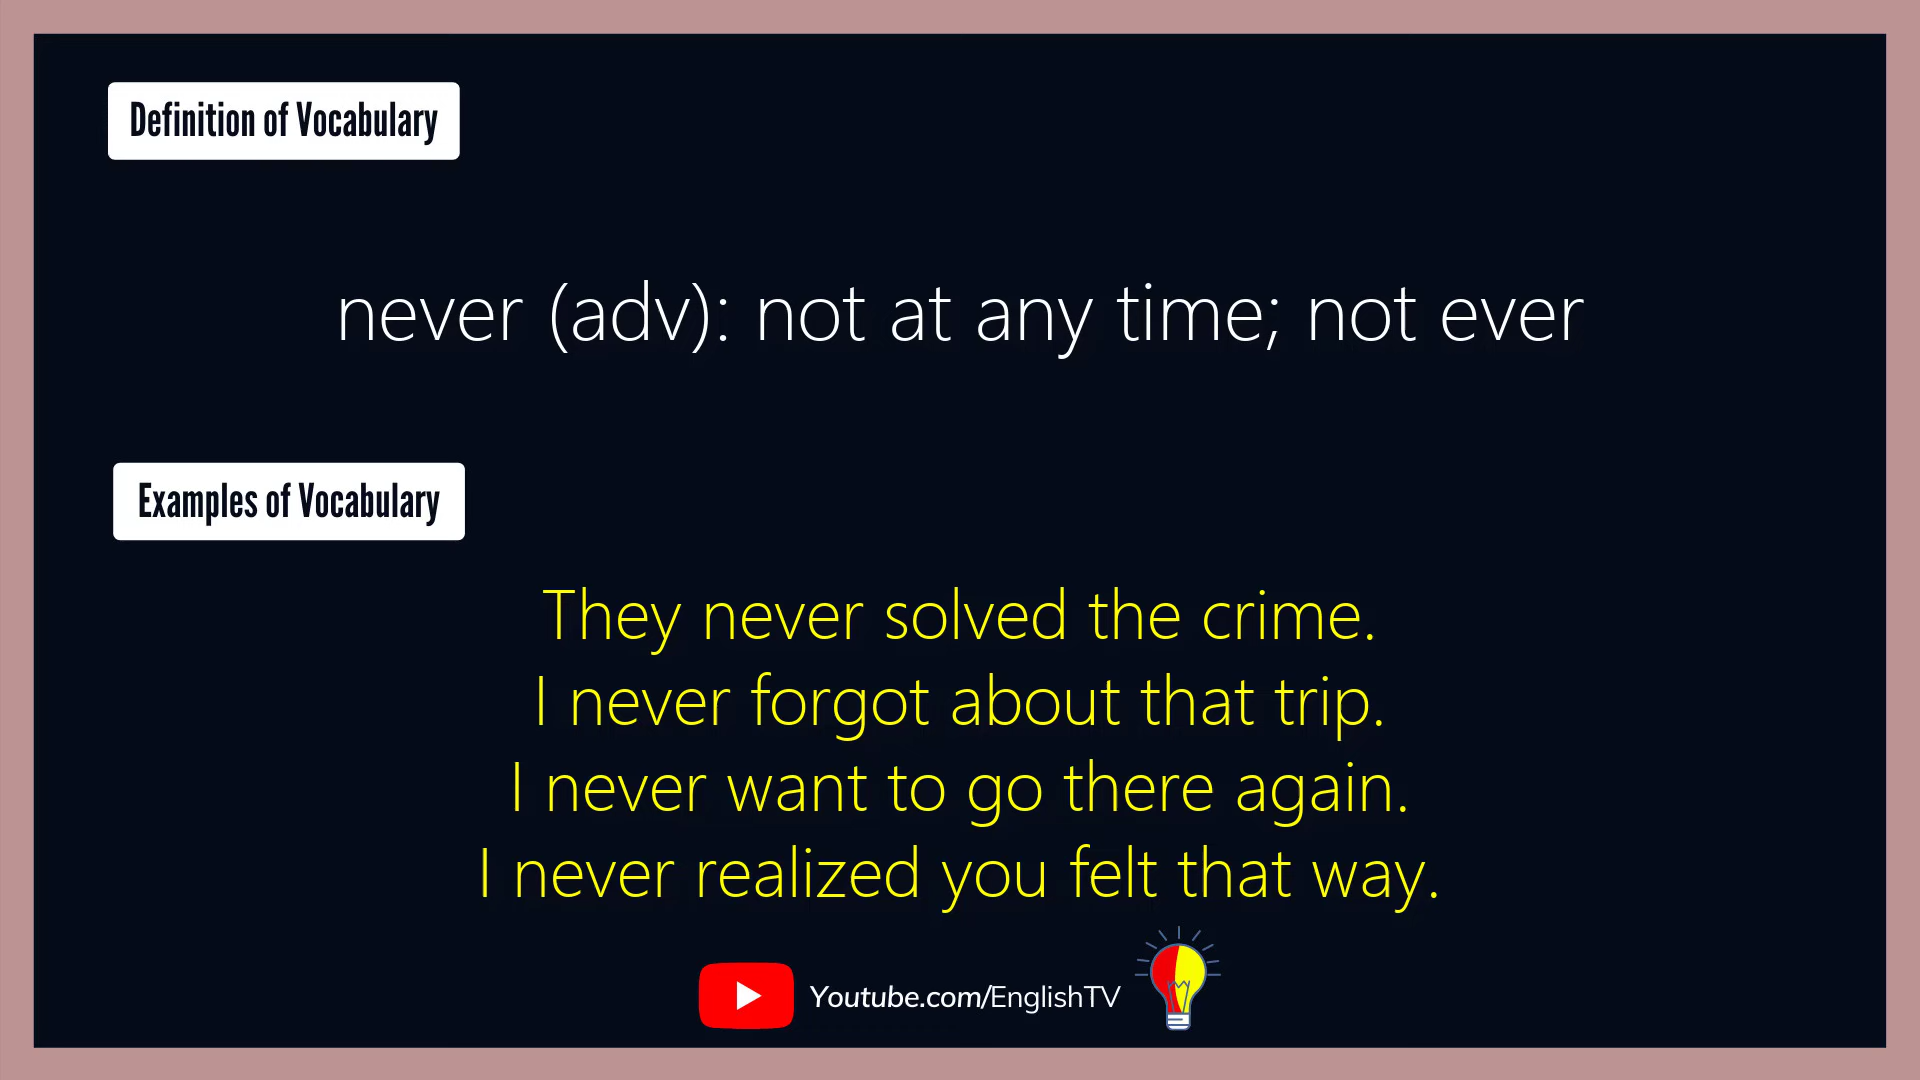 Definition of Vocabulary
never (adv): not at any time; not ever
Examples of Vocabulary
They never solved the crime.
I never forgot about that trip.
I never want to go there again.
I never realized you felt that way.
Youtube.com/EnglishTV